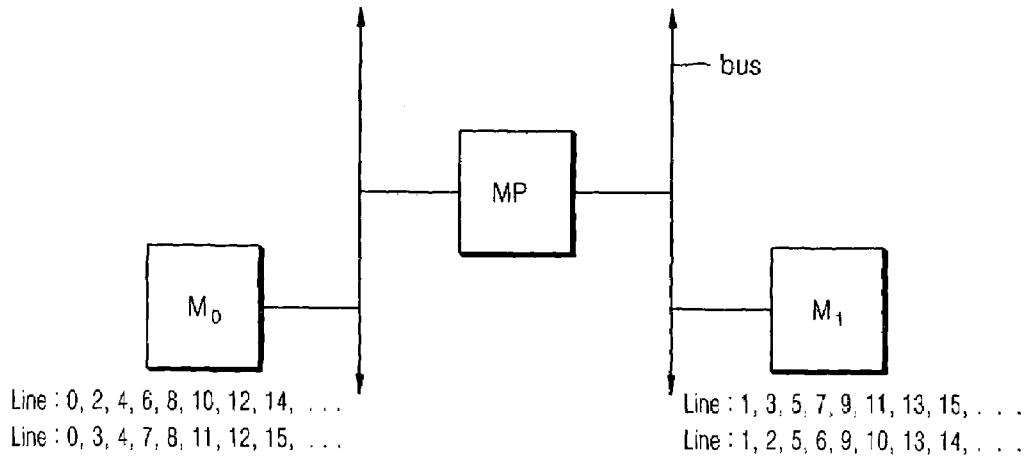 bus
MP
M0
M1
Line : 0, 2, 4, 6, 8, 10, 12, 14, . . .
Line : 0, 3, 4, 7, 8, 11, 12, 15, . . .
Line : 1, 3, 5, 7, 9, 11, 13, 15, . . .
Line : 1, 2, 5, 6, 9, 10, 13, 14, . . .